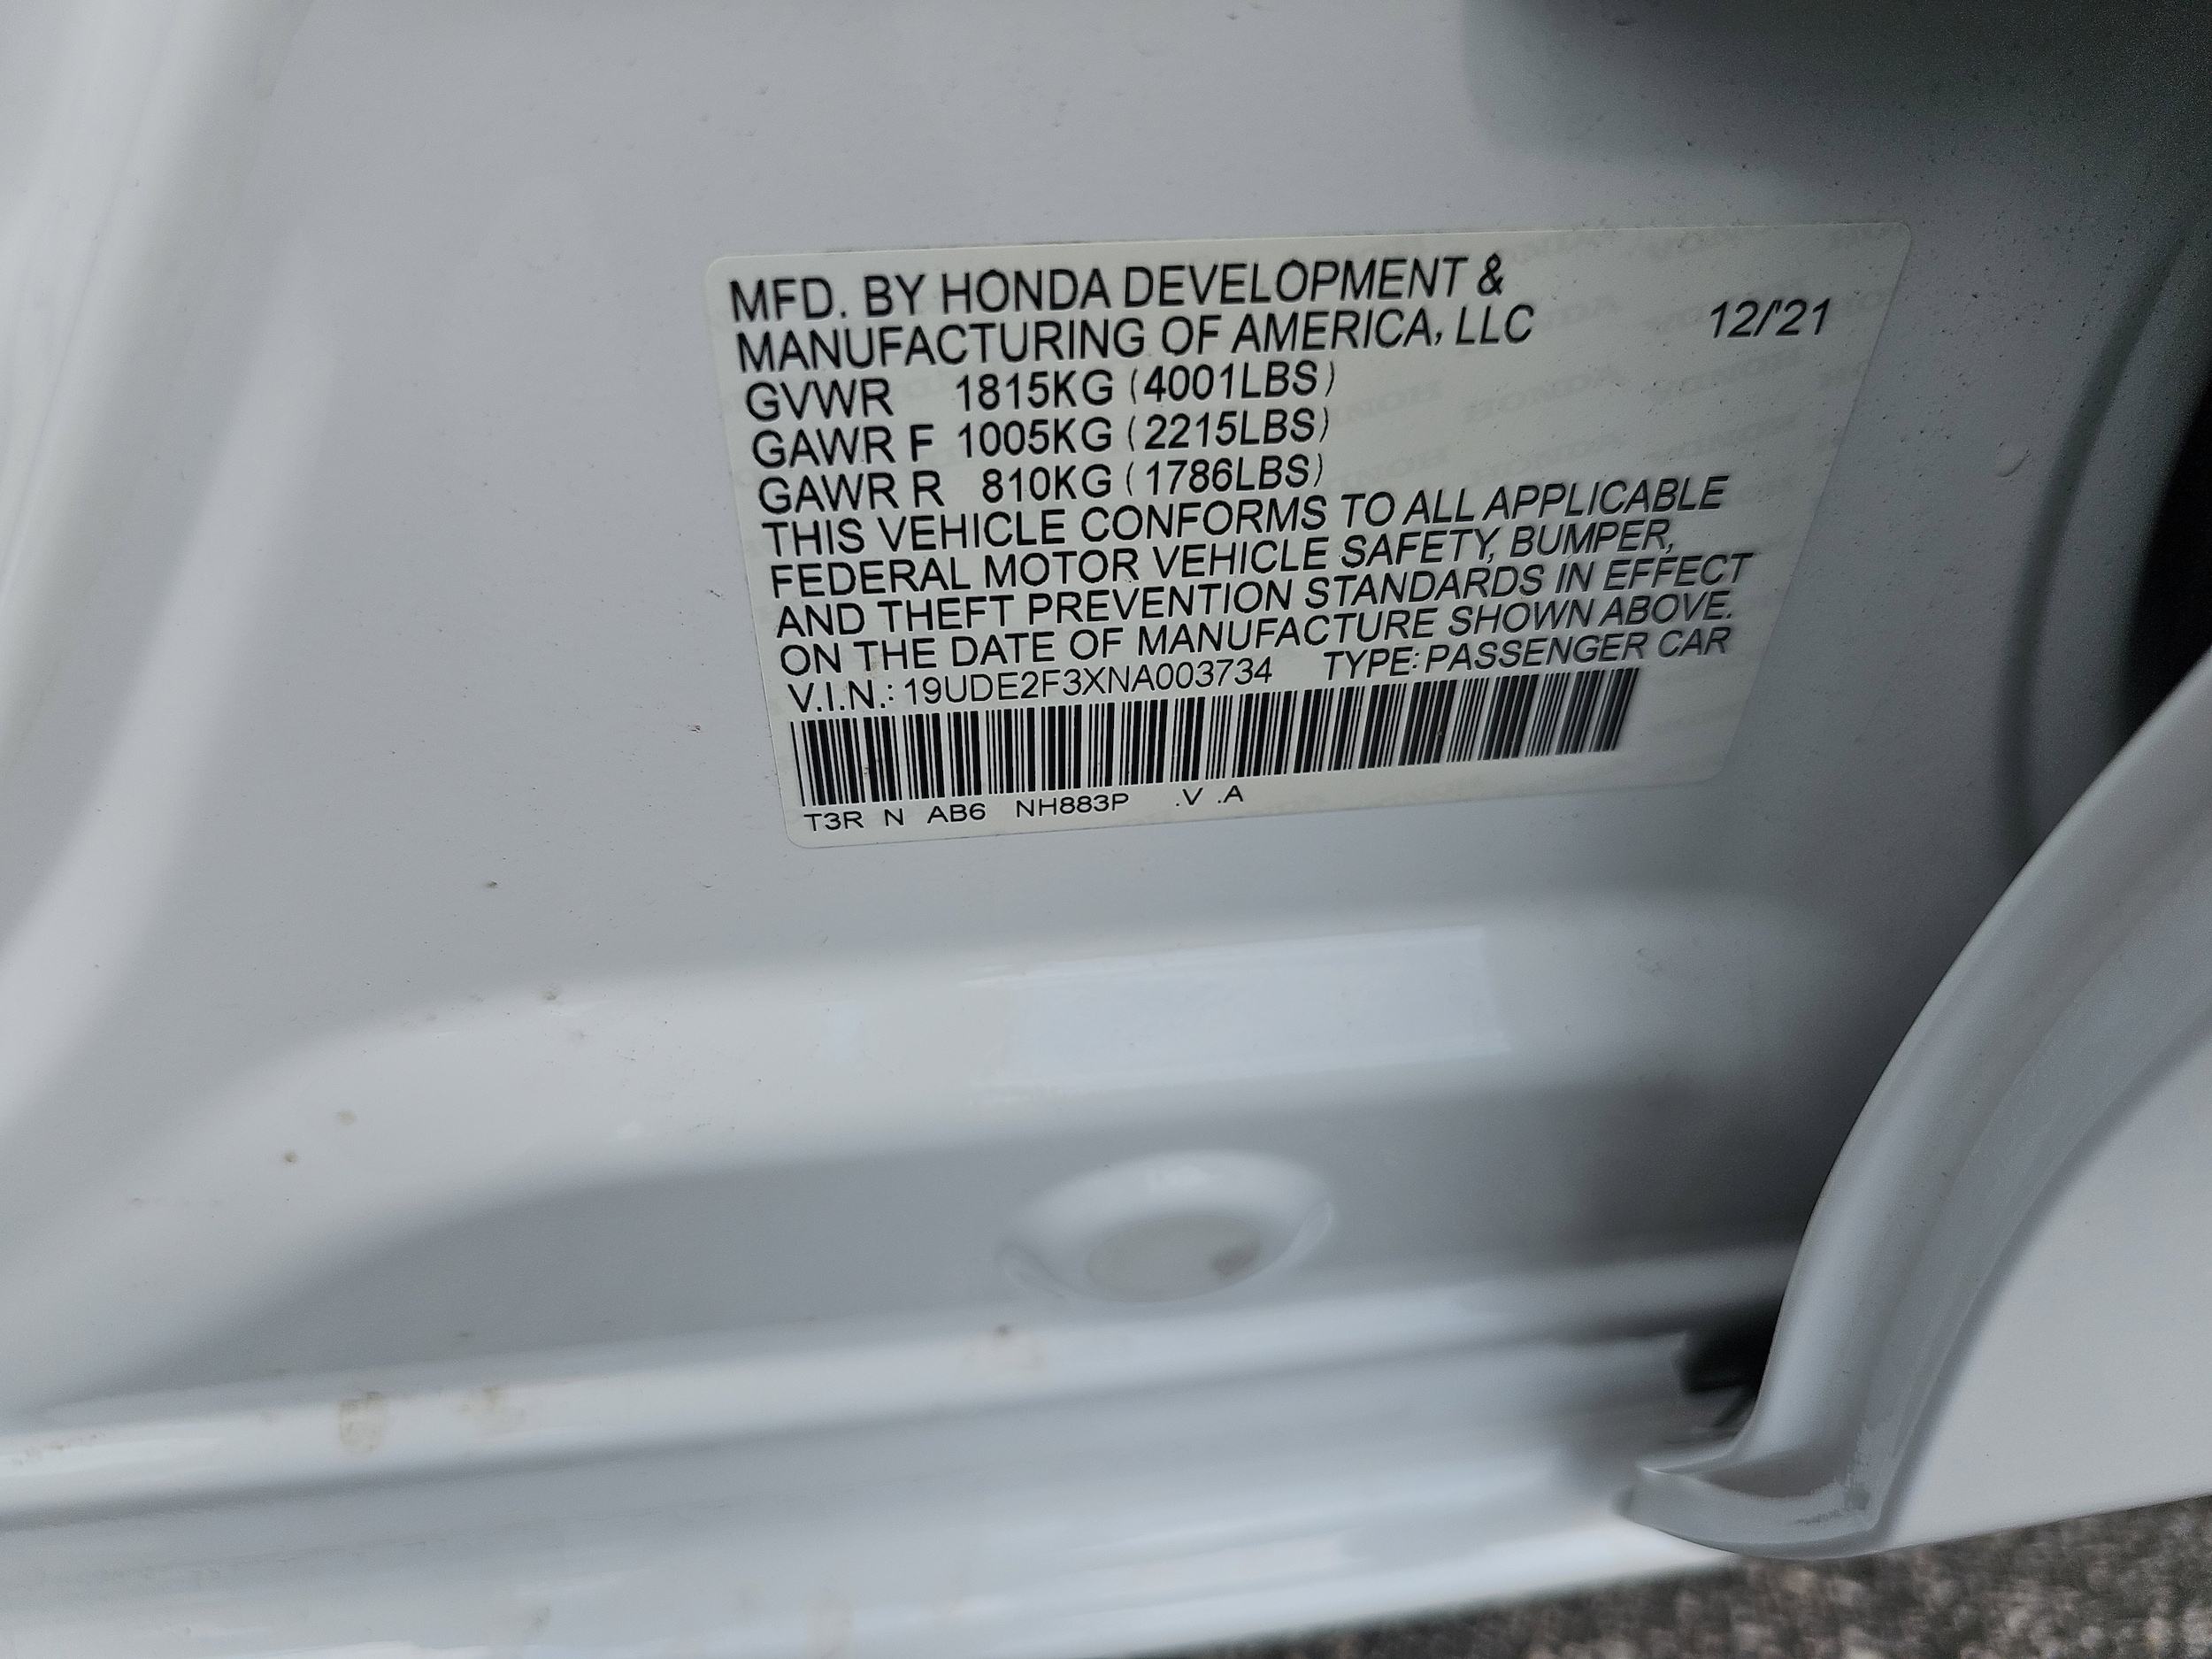 MFD. BY HONDA DEVELOPMENT &
MANUFACTURING OF AMERICA, LLC 12/'21
GVWR 1815KG (4001LBS)
GAWR F 1005KG (2215LBS)
GAWR R 810KG (1786LBS)
THIS VEHICLE CONFORMS TO ALL APPLICABLE
FEDERAL MOTOR VEHICLE SAFETY, BUMPER,
AND THEFT PREVENTION STANDARDS IN EFFECT
ON THE DATE OF MANUFACTURE SHOWN ABOVE.
V.I.N.: 19UDE2F3XNA003734 TYPE: PASSENGER CAR
T3R N AB6 NH883P .V .A